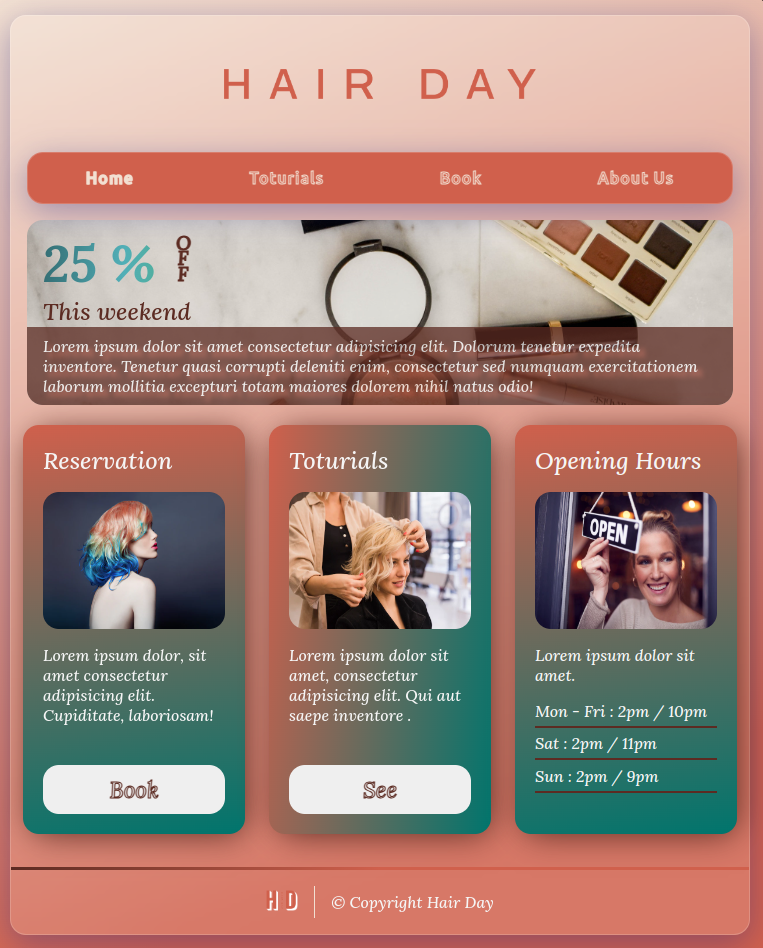 HAIR DAY
Home Toturials Book About Us
25 % OFF
This weekend
Lorem ipsum dolor sit amet consectetur adipisicing elit. Dolorum tenetur expedita
inventore. Tenetur quasi corrupti deleniti enim, consectetur sed numquam exercitationem
laborum mollitia excepturi totam maiores dolorem nihil natus odio!
Reservation
Lorem ipsum dolor, sit
amet consectetur
adipisicing elit.
Cupiditate, laboriosam!
Book
Toturials
Lorem ipsum dolor sit
amet, consectetur
adipisicing elit. Qui aut
saepe inventore .
See
Opening Hours
OPEN
Lorem ipsum dolor sit
amet.
Mon - Fri : 2pm / 10pm
Sat : 2pm / 11pm
Sun : 2pm / 9pm
HD © Copyright Hair Day